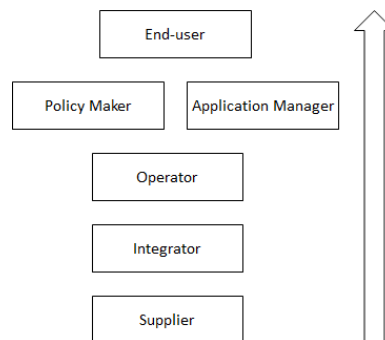 End-user
Policy Maker
Application Manager
Operator
Integrator
Supplier